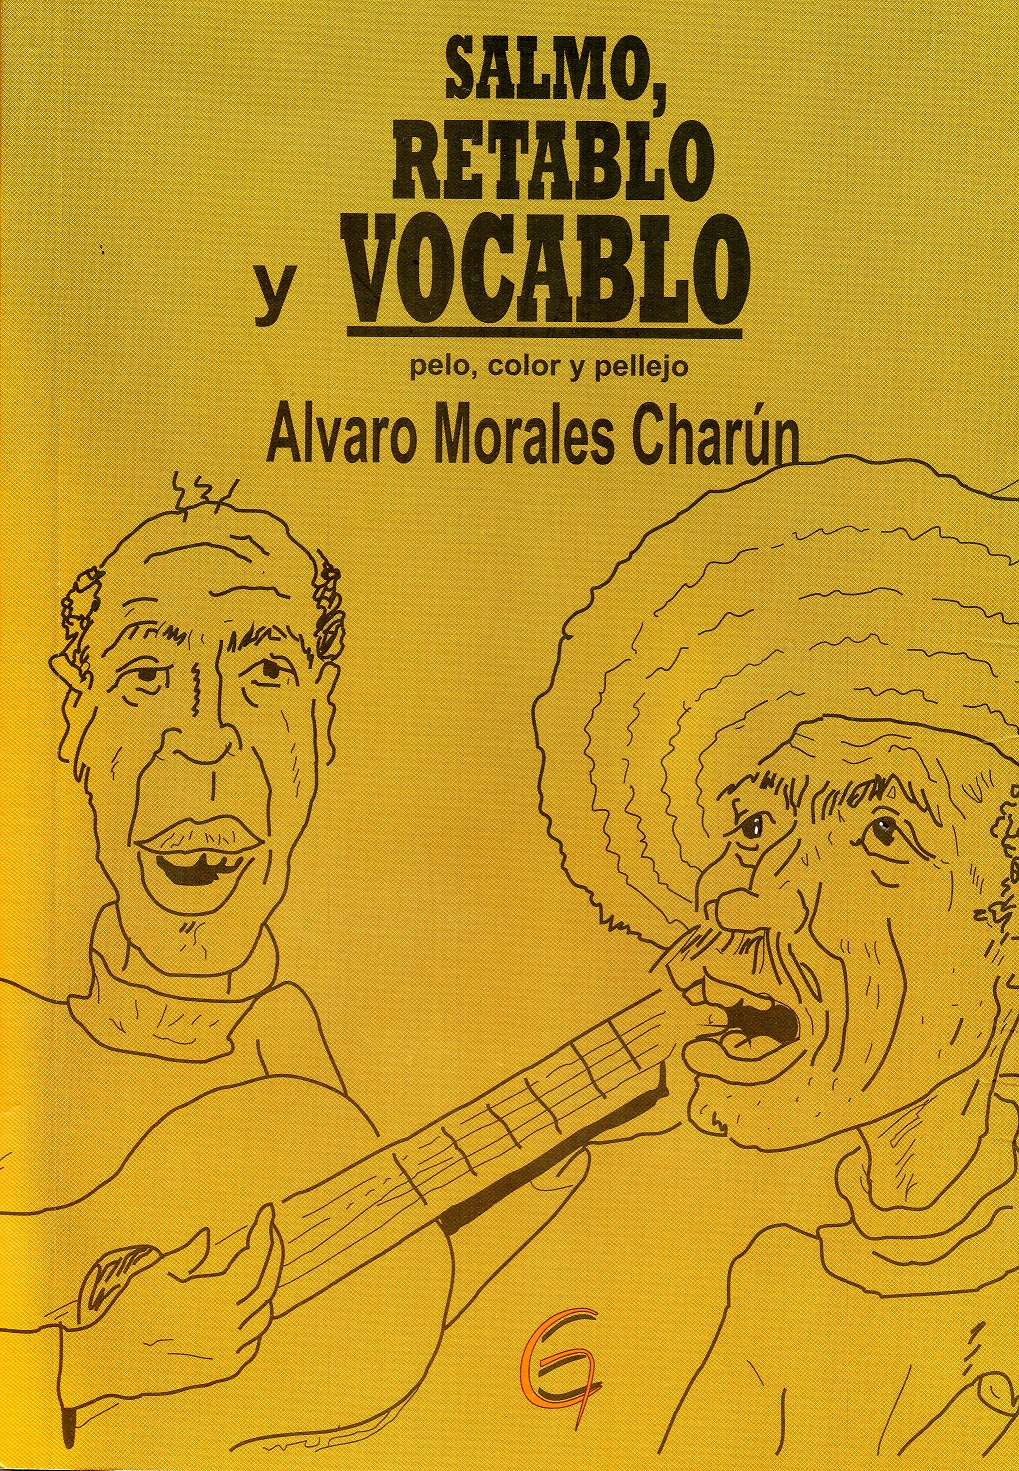 SALMO,
RETABLO
y VOCABLO
pelo, color y pellejo
Alvaro Morales Charún